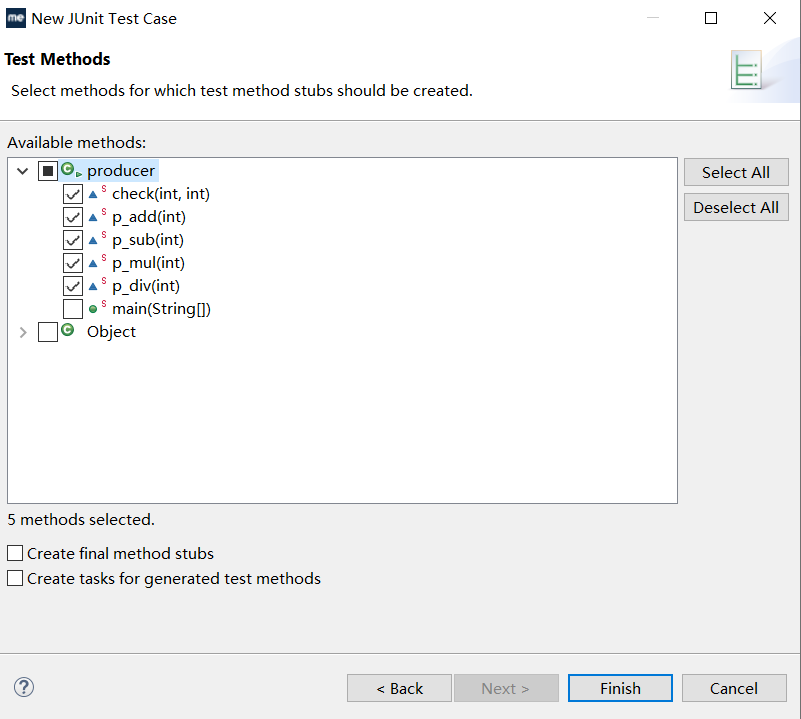 me New JUnit Test Case
Test Methods
Select methods for which test method stubs should be created.
Available methods:
C producer
S check(int, int)
S p_add(int)
S p_sub(int)
S p_mul(int)
S p_div(int)
S main(String[])
C Object
Select All
Deselect All
5 methods selected.
Create final method stubs
Create tasks for generated test methods
? < Back Next > Finish Cancel